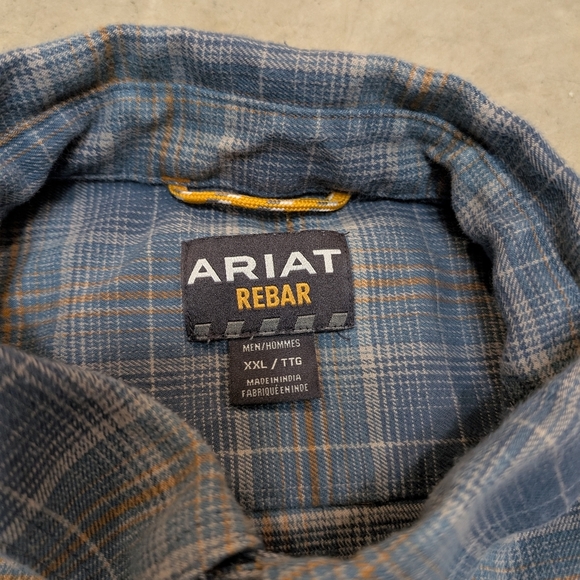 ARIAT
REBAR
MEN/HOMMES
XXL / TTG
MADE IN INDIA
FABRIQUÉ EN INDE